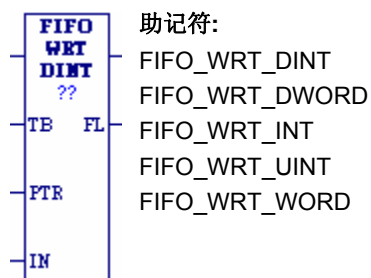 FIFO
WRT
DINT
??
TB FL
PTR
IN
助记符:
FIFO_WRT_DINT
FIFO_WRT_DWORD
FIFO_WRT_INT
FIFO_WRT_UINT
FIFO_WRT_WORD